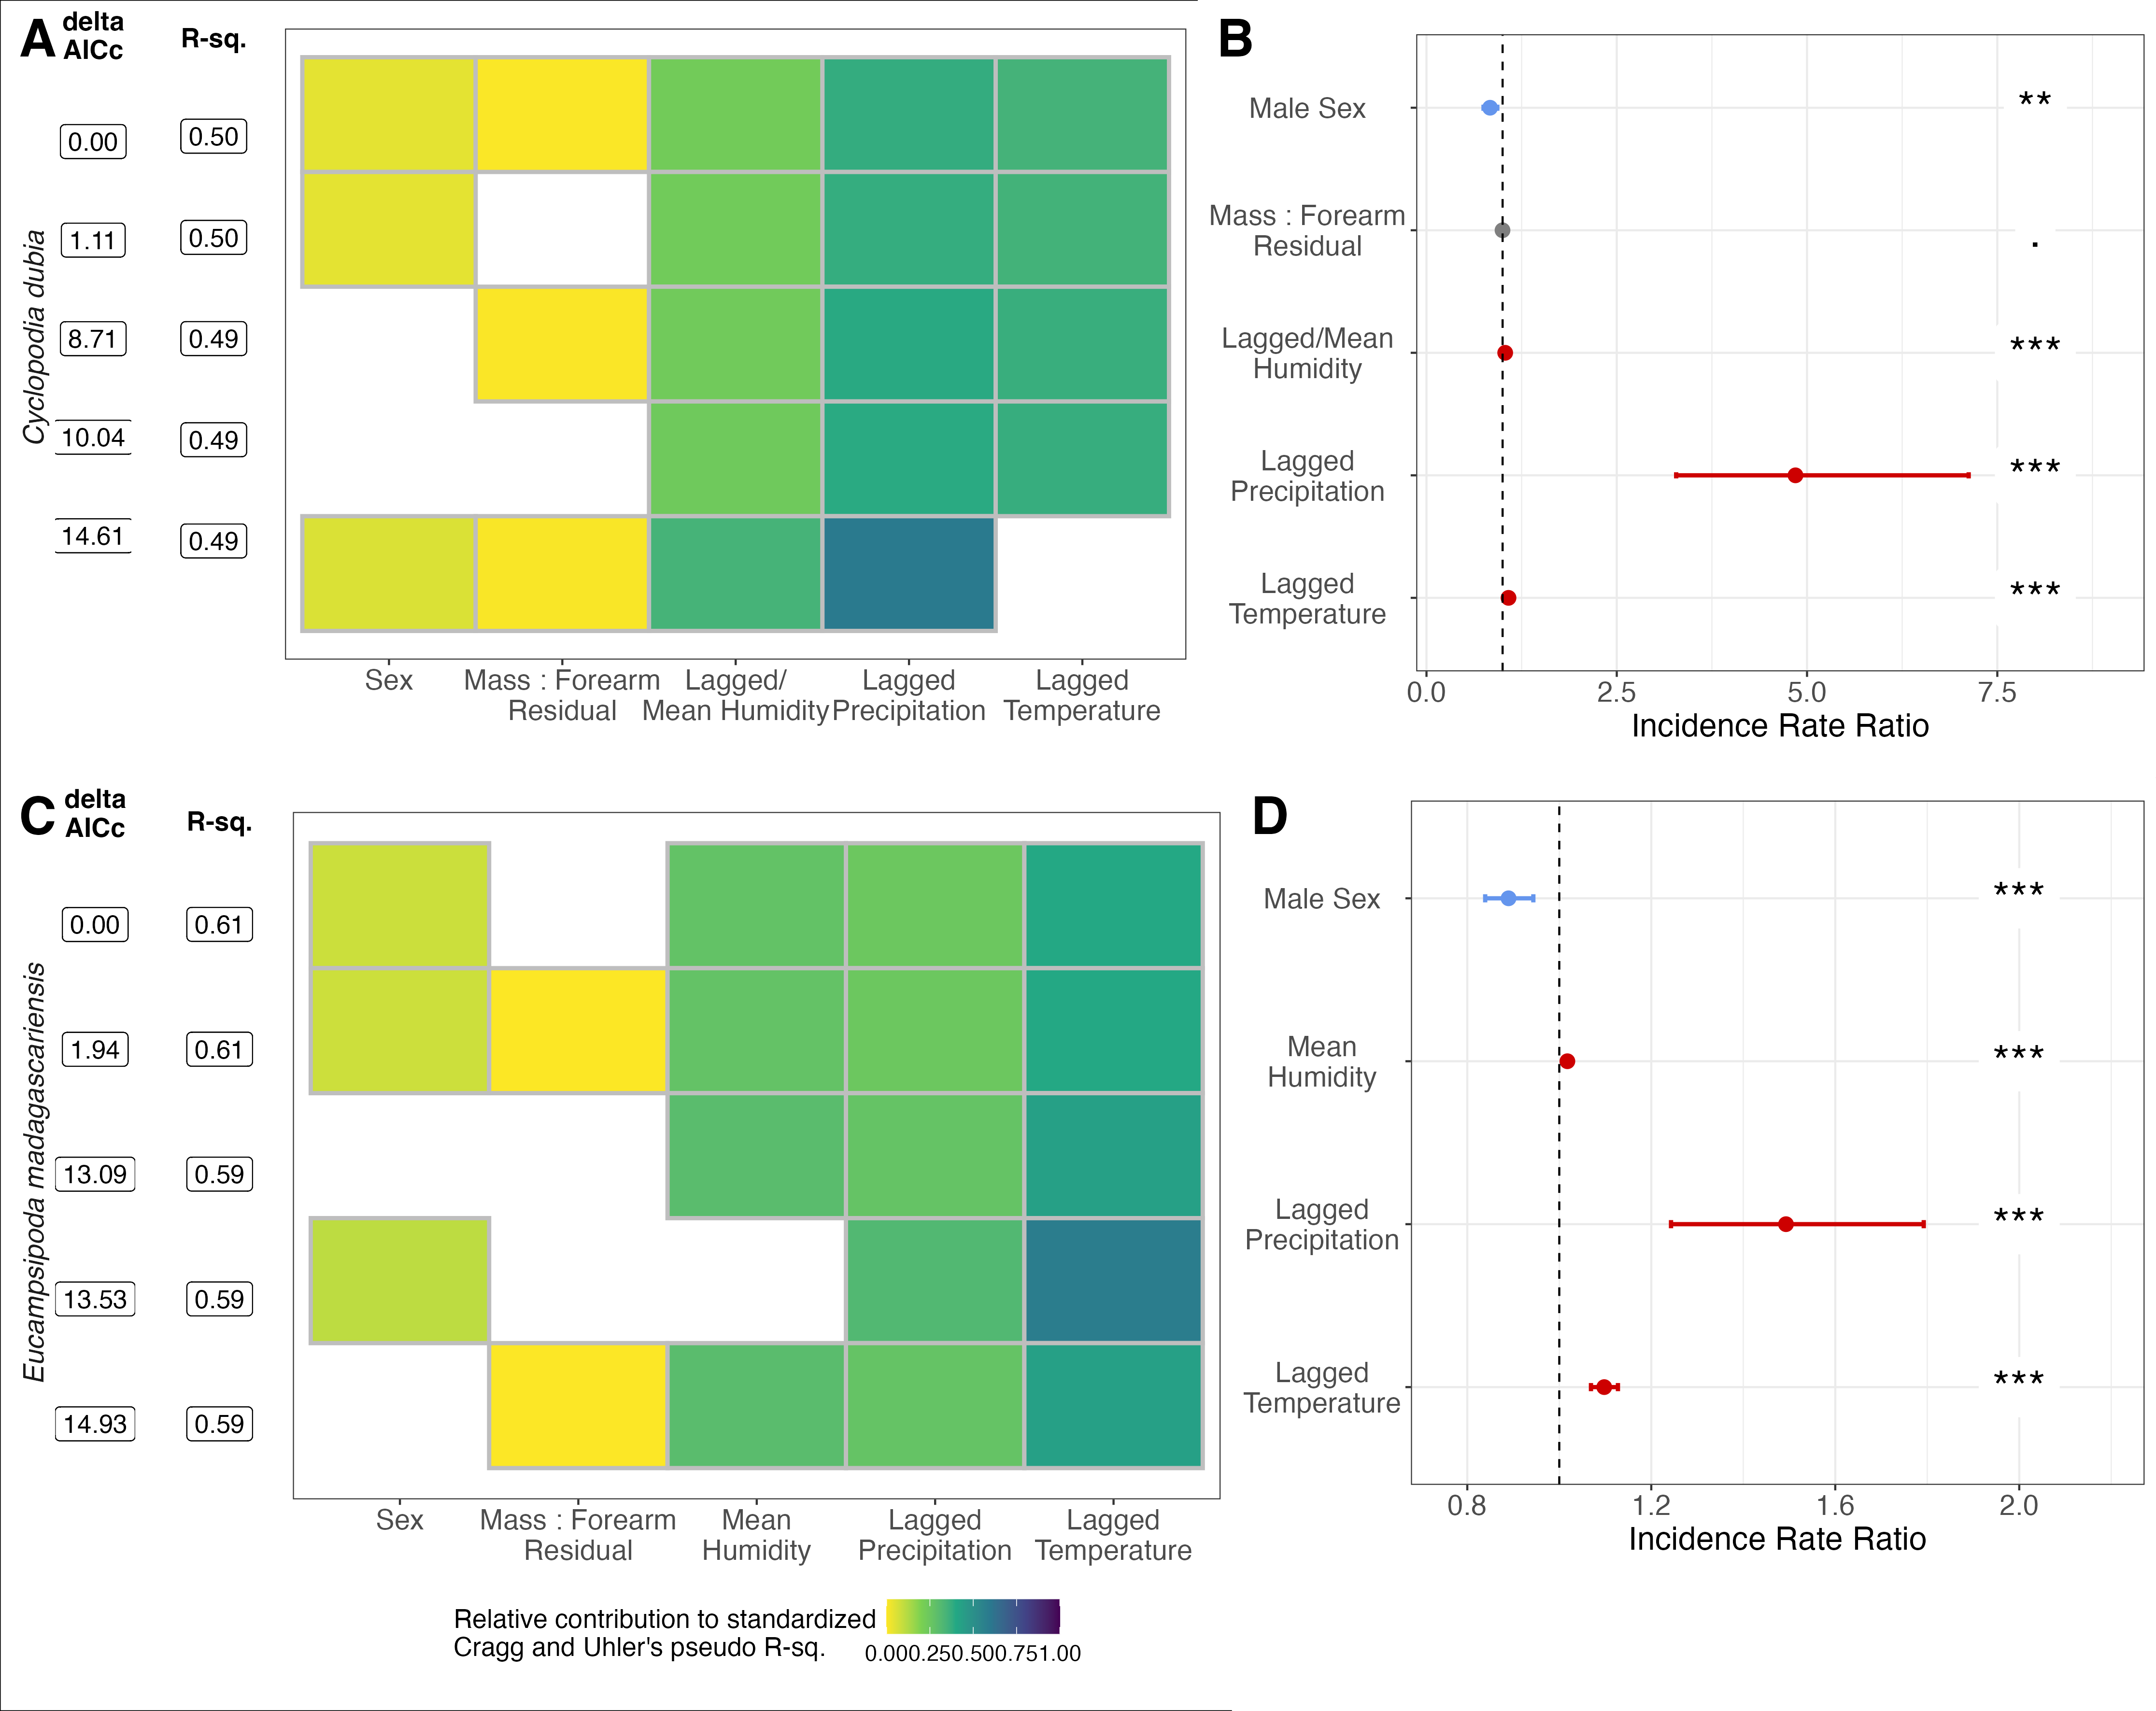 A
delta
AICc
R-sq.
Cyclopodia dubia
0.00
0.50
1.11
0.50
8.71
0.49
10.04
0.49
14.61
0.49
Sex
Mass : Forearm
Residual
Lagged/
Mean Humidity
Lagged
Precipitation
Lagged
Temperature
B
Male Sex
**
Mass : Forearm
Residual
.
Lagged/Mean
Humidity
***
Lagged
Precipitation
***
Lagged
Temperature
***
0.0
2.5
5.0
7.5
Incidence Rate Ratio
C
delta
AICc
R-sq.
Eucampsipoda madagascariensis
0.00
0.61
1.94
0.61
13.09
0.59
13.53
0.59
14.93
0.59
Sex
Mass : Forearm
Residual
Mean
Humidity
Lagged
Precipitation
Lagged
Temperature
D
Male Sex
***
Mean
Humidity
***
Lagged
Precipitation
***
Lagged
Temperature
***
0.8
1.2
1.6
2.0
Incidence Rate Ratio
Relative contribution to standardized
Cragg and Uhler's pseudo R-sq.
0.000.250.500.751.00